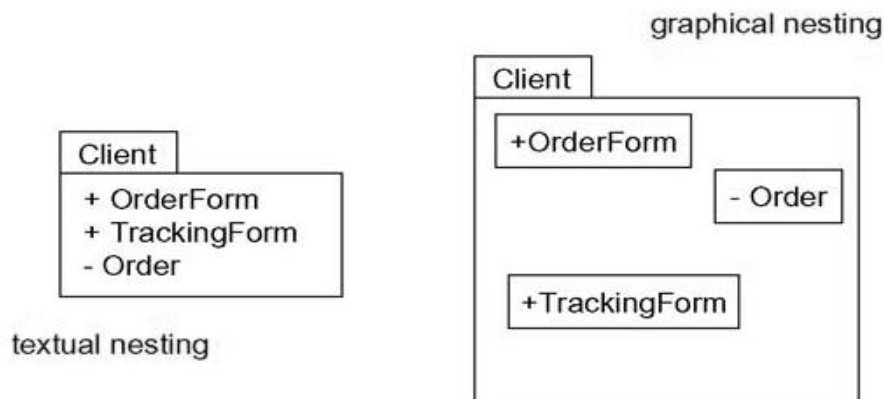 graphical nesting
Client
+ OrderForm
+ TrackingForm
- Order
textual nesting
Client
+OrderForm
- Order
+TrackingForm